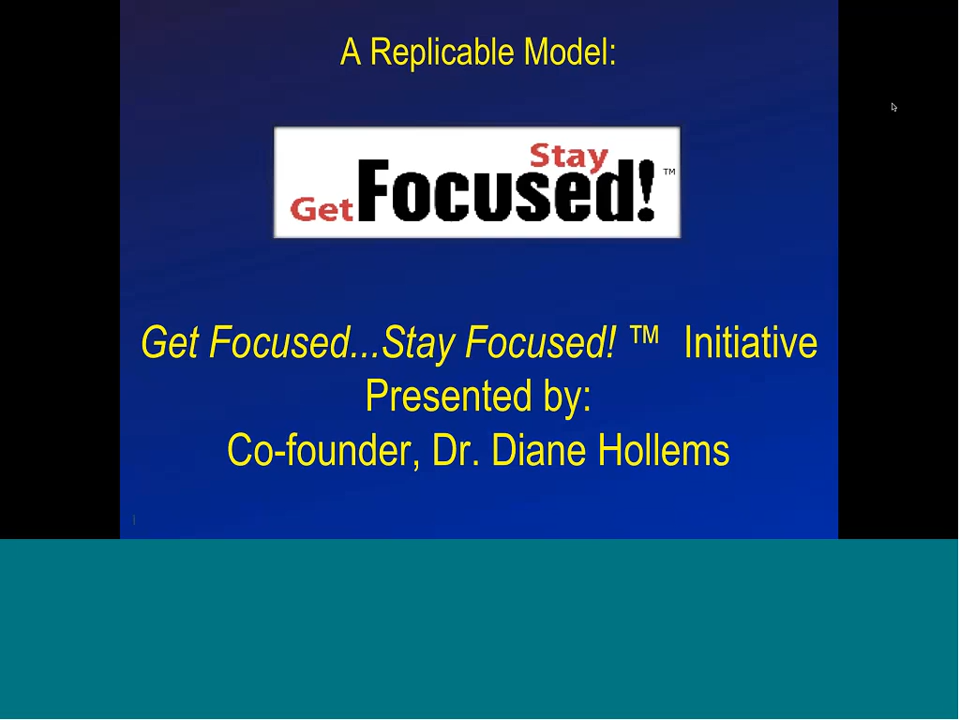 A Replicable Model:
Get Focused! Stay ™
Get Focused...Stay Focused! ™ Initiative
Presented by:
Co-founder, Dr. Diane Hollems
1